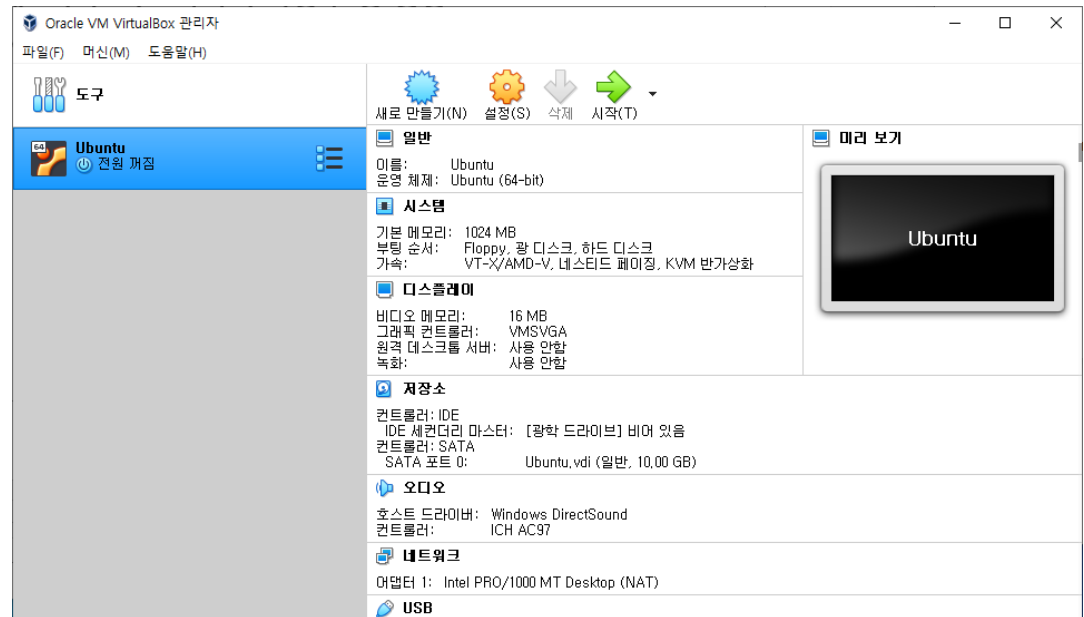 Oracle VM VirtualBox 관리자
파일(F) 머신(M) 도움말(H)
도구
새로 만들기(N) 설정(S) 삭제 시작(T)
64
Ubuntu
전원 꺼짐
일반
이름: Ubuntu
운영 체제: Ubuntu (64-bit)
미리 보기
Ubuntu
시스템
기본 메모리: 1024 MB
부팅 순서: Floppy, 광 디스크, 하드 디스크
가속: VT-X/AMD-V, 네스티드 페이징, KVM 반가상화
디스플레이
비디오 메모리: 16 MB
그래픽 컨트롤러: VMSVGA
원격 데스크톱 서버: 사용 안함
녹화: 사용 안함
저장소
컨트롤러: IDE
IDE 세컨더리 마스터: [광학 드라이브] 비어 있음
컨트롤러: SATA
SATA 포트 0: Ubuntu.vdi (일반, 10,00 GB)
오디오
호스트 드라이버: Windows DirectSound
컨트롤러: ICH AC97
네트워크
어댑터 1: Intel PRO/1000 MT Desktop (NAT)
USB